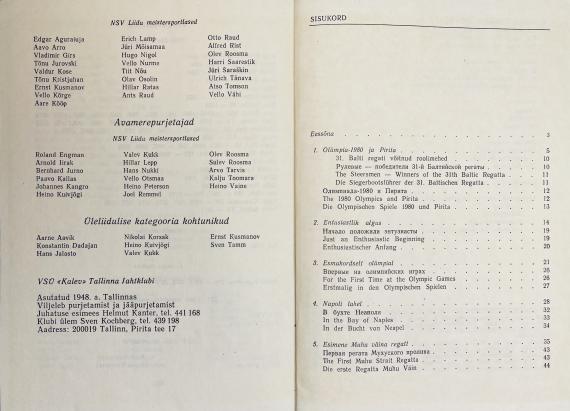 NSV Liidu meistersportlased
Edgar Aguraiuja Erich Lamp Otto Raud
Aavo Arro Jüri Mõisamaa Alfred Rist
Vladimir Girs Hugo Nigol Olev Roosma
Tõnu Jurovski Vello Nurms Harri Saarestik
Valdur Kose Tiit Nõu Jüri Saraškin
Tõnu Kristjuhan Olav Osolin Ulrich Tänava
Ernst Kusmanov Hillar Ratas Aiso Tomson
Vello Kõrge Ants Raud Vello Vähi
Aare Kööp
Avamerepurjetajad
NSV Liidu meistersportlased
Roland Engman Valev Kukk Olev Roosma
Arnold Iirak Hillar Lepp Sulev Roosma
Bernhard Jurno Hans Nukki Arvo Tarvis
Paavo Kallas Vello Otsmaa Kalju Toomara
Johannes Kangro Heino Peterson Heino Vaine
Heino Kuivjõgi Joel Remmel
Üleliidulise kategooria kohtunikud
Aarne Aavik Nikolai Korsak Ernst Kusmanov
Konstantin Dadajan Heino Kuivjõgi Sven Tamm
Hans Jalasto Valev Kukk
VSÜ «Kalev» Tallinna Jahtklubi
Asutatud 1948. a. Tallinnas
Viljeleb purjetamist ja jääpurjetamist
Juhatuse esimees Helmut Kanter, tel. 441 168
Klubi ülem Sven Kochberg, tel. 439 198
Aadress: 200019 Tallinn, Pirita tee 17
SISUKORD
Eessõna 3
1. Olümpia-1980 ja Pirita 5
31. Balti regati võitnud roolimehed 10
Рулевые — победители 31-й Балтийской регаты 10
The Steersmen — Winners of the 31th Baltic Regatta 11
Die Siegerbootsführer der 31. Baltischen Regatta 11
Олимпиада-1980 и Пирита 12
The 1980 Olympics and Pirita 12
Die Olympischen Spiele 1980 und Pirita 13
2. Entusiastlik algus 14
Начало положили энтузиасты 19
Just an Enthusiastic Beginning 19
Enthusiastischer Anfang 20
3. Esmakordselt olümpial 21
Впервые на олимпийских играх 26
For the First Time at the Olympic Games 26
Erstmalig in den Olympischen Spielen 27
4. Napoli lahel 28
В бухте Неаполя 32
In the Bay of Naples 33
In der Bucht von Neapel 34
5. Esimene Muhu väina regatt 35
Первая регата Мухуского пролива 43
The First Muhu Strait Regatta 43
Die erste Regatta Muhu Väin 44